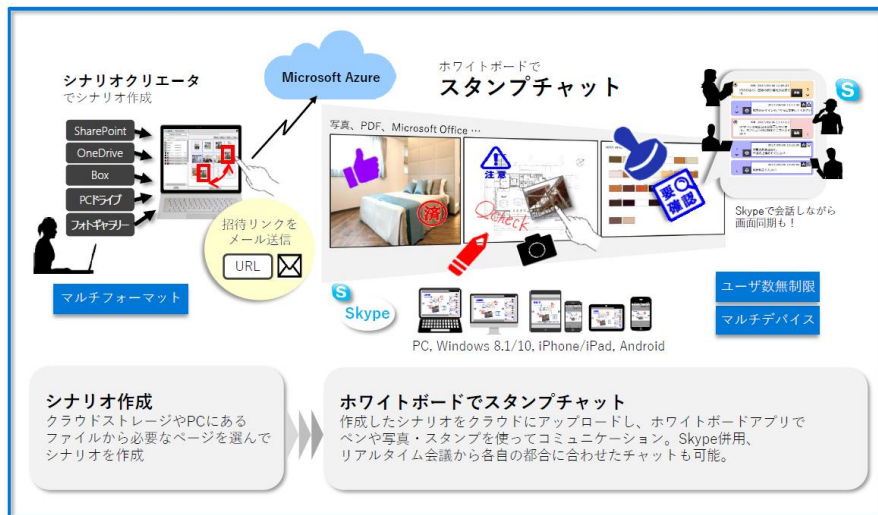 シナリオクリエータ
でシナリオ作成
SharePoint
OneDrive
Box
PCドライブ
フォトギャラリー
マルチフォーマット
Microsoft Azure
招待リンクを
メール送信
URL
ホワイトボードで
スタンプチャット
写真、PDF、Microsoft Office …
済
注意
Check
要確認
Skypeで会話しながら
画面同期も！
Skype
PC, Windows 8.1/10, iPhone/iPad, Android
ユーザ数無制限
マルチデバイス
シナリオ作成
クラウドストレージやPCにある
ファイルから必要なページを選んで
シナリオを作成
ホワイトボードでスタンプチャット
作成したシナリオをクラウドにアップロードし、ホワイトボードアプリで
ペンや写真・スタンプを使ってコミュニケーション。Skype併用、
リアルタイム会議から各自の都合に合わせたチャットも可能。